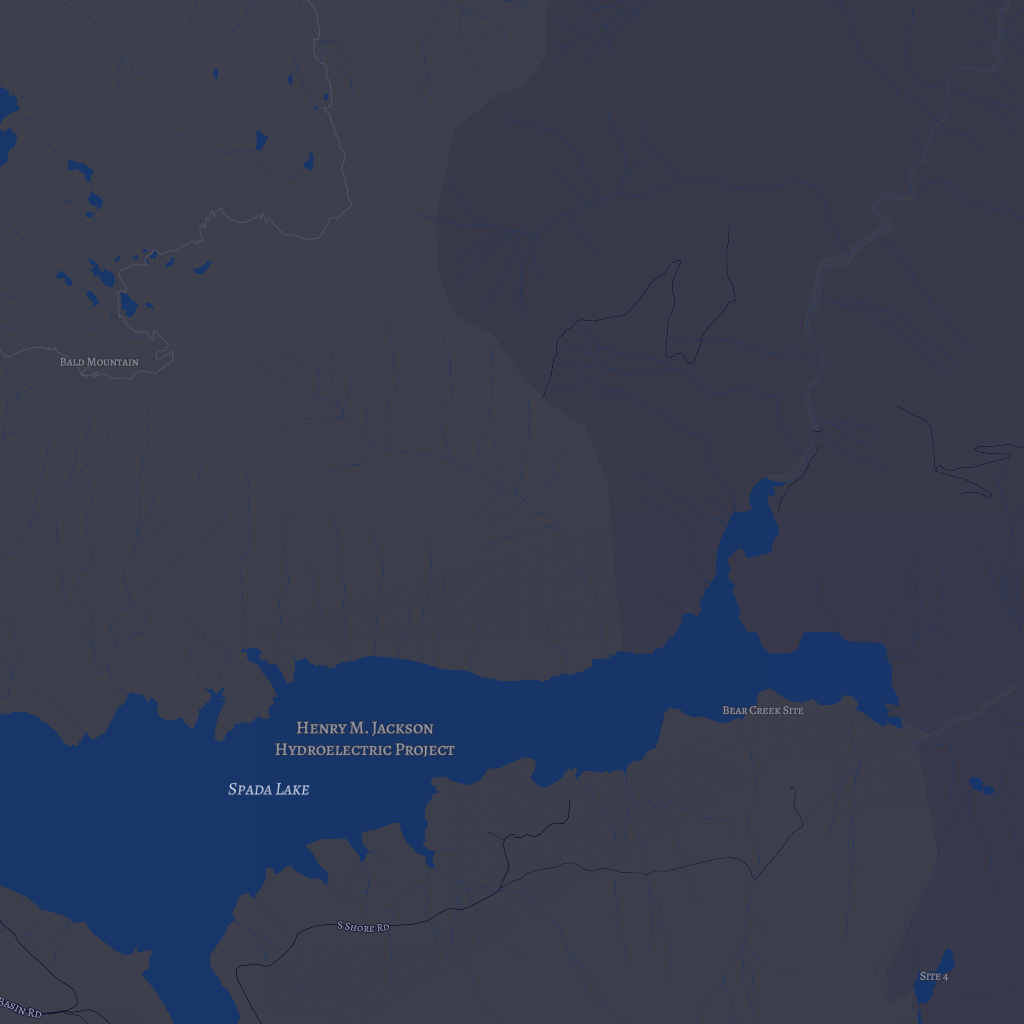 Bald Mountain
Bear Creek Site
Henry M. Jackson
Hydroelectric Project
Spada Lake
S Shore Rd
Site 4
Basin Rd